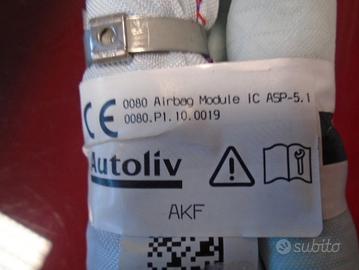 CE 0080 Airbag Module IC ASP-5.1
0080.P1.10.0019
Autoliv
AKF
subito